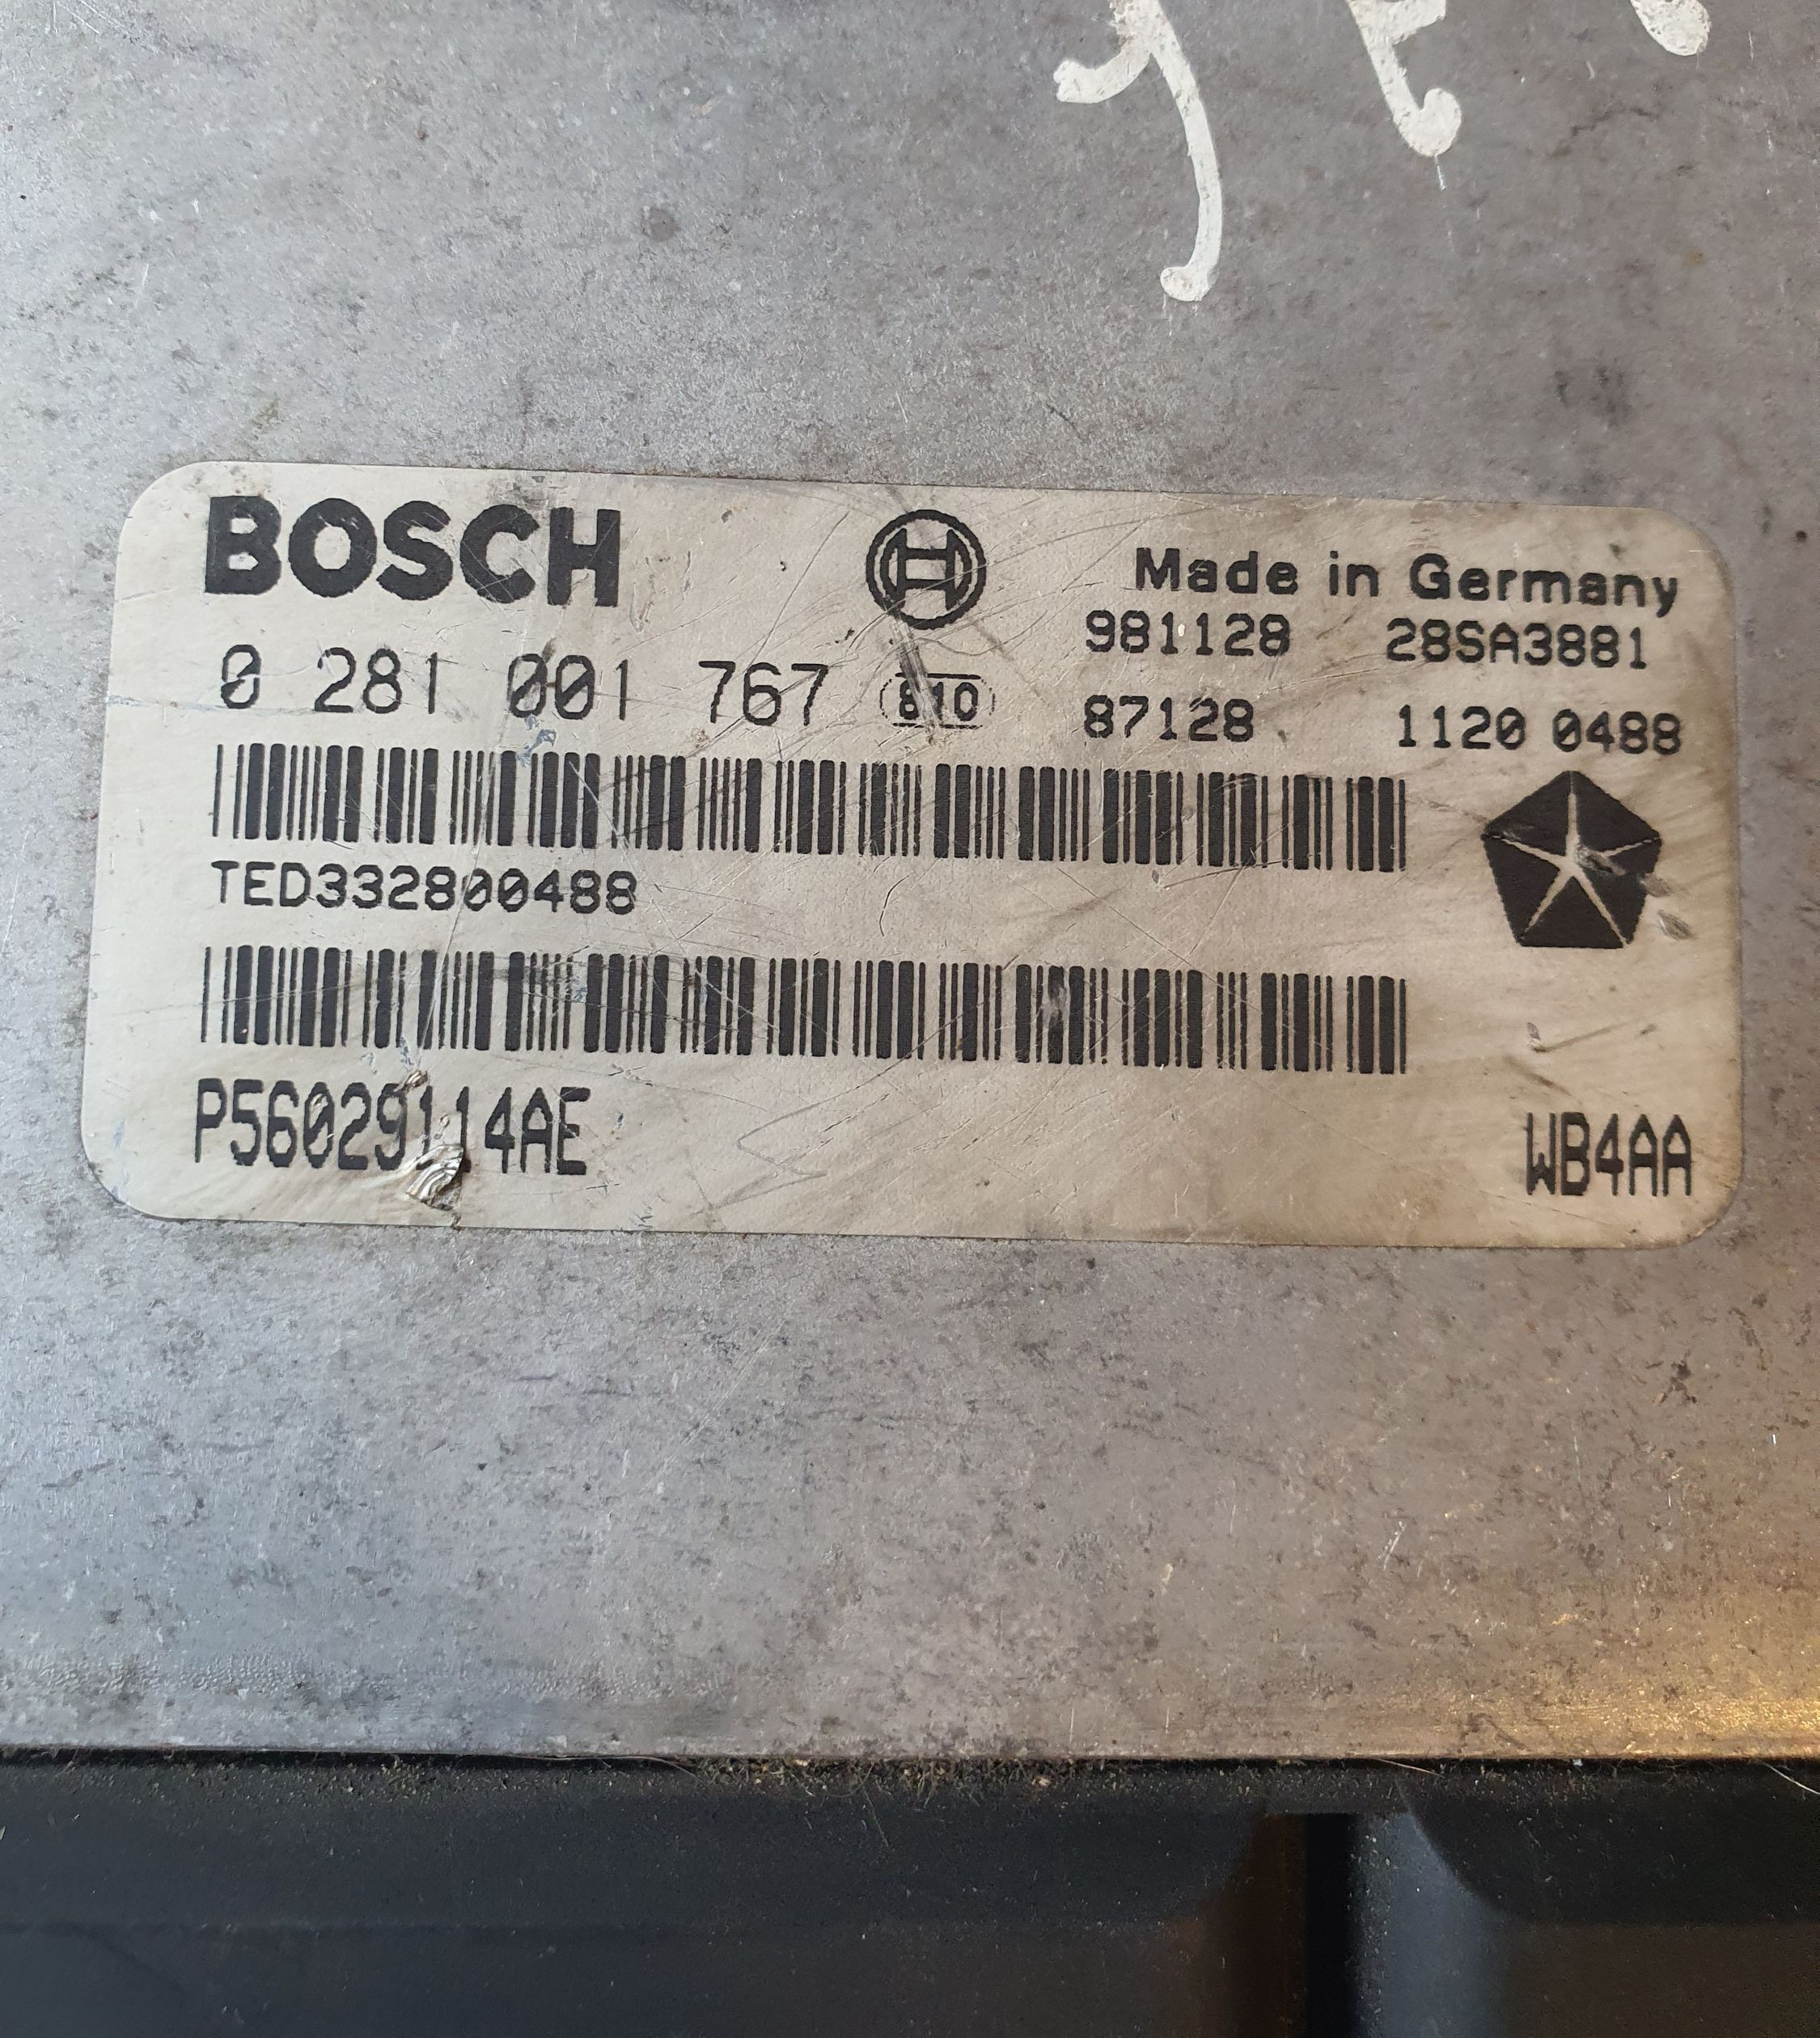 BOSCH
Made in Germany
981128 28SA3881
0 281 001 767 810 87128 1120 0488
TED332800488
P56029114AE WB4AA